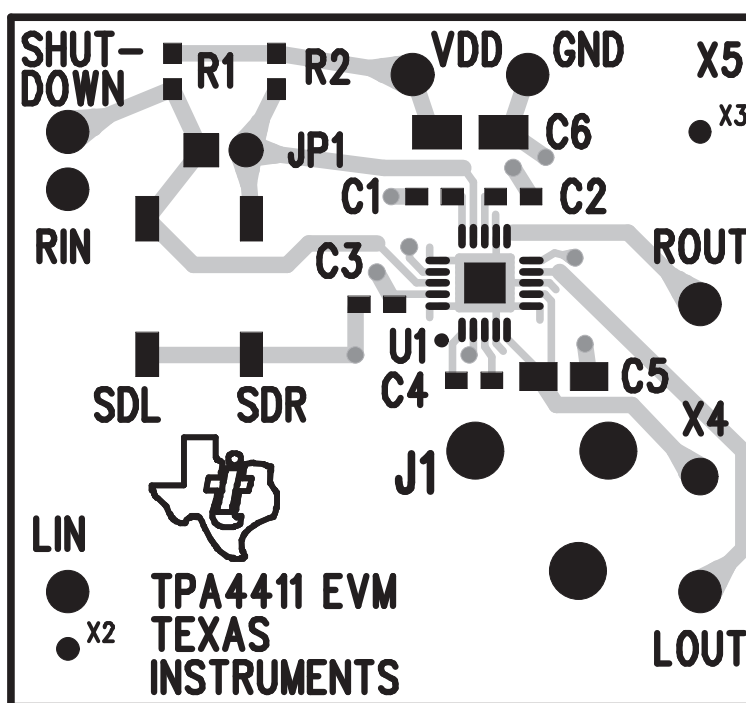 SHUT-
DOWN
R1
R2
VDD
GND
X5
X3
C6
JP1
C1
C2
RIN
ROUT
C3
U1
C4
C5
SDL
SDR
X4
J1
LIN
X2
TPA4411 EVM
TEXAS
INSTRUMENTS
LOUT